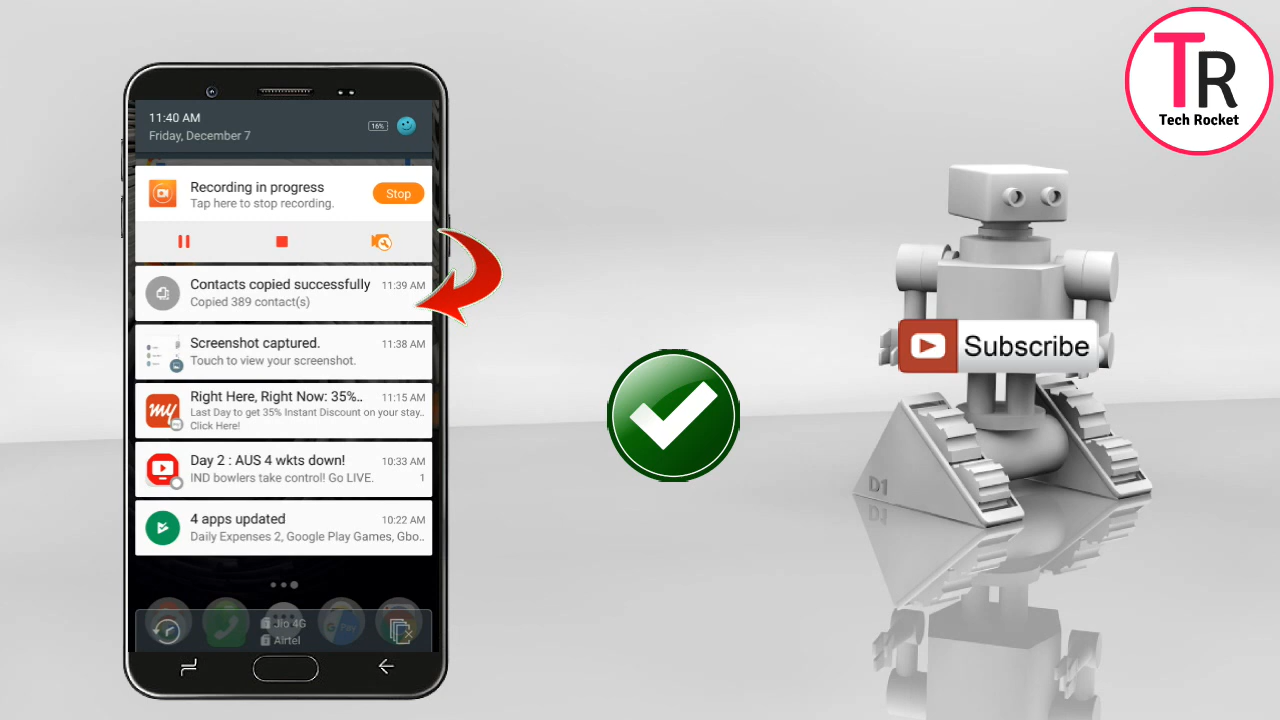 TR
Tech Rocket
11:40 AM
Friday, December 7
16%
Recording in progress
Tap here to stop recording.
Stop
Contacts copied successfully 11:39 AM
Copied 389 contact(s)
Screenshot captured. 11:38 AM
Touch to view your screenshot.
my
Right Here, Right Now: 35%.. 11:15 AM
Last Day to get 35% Instant Discount on your stay..
Click Here!
Day 2 : AUS 4 wkts down! 10:33 AM
IND bowlers take control! Go LIVE. 1
4 apps updated 10:22 AM
Daily Expenses 2, Google Play Games, Gbo..
Jio 4G
Airtel
G Pay
Subscribe
D1